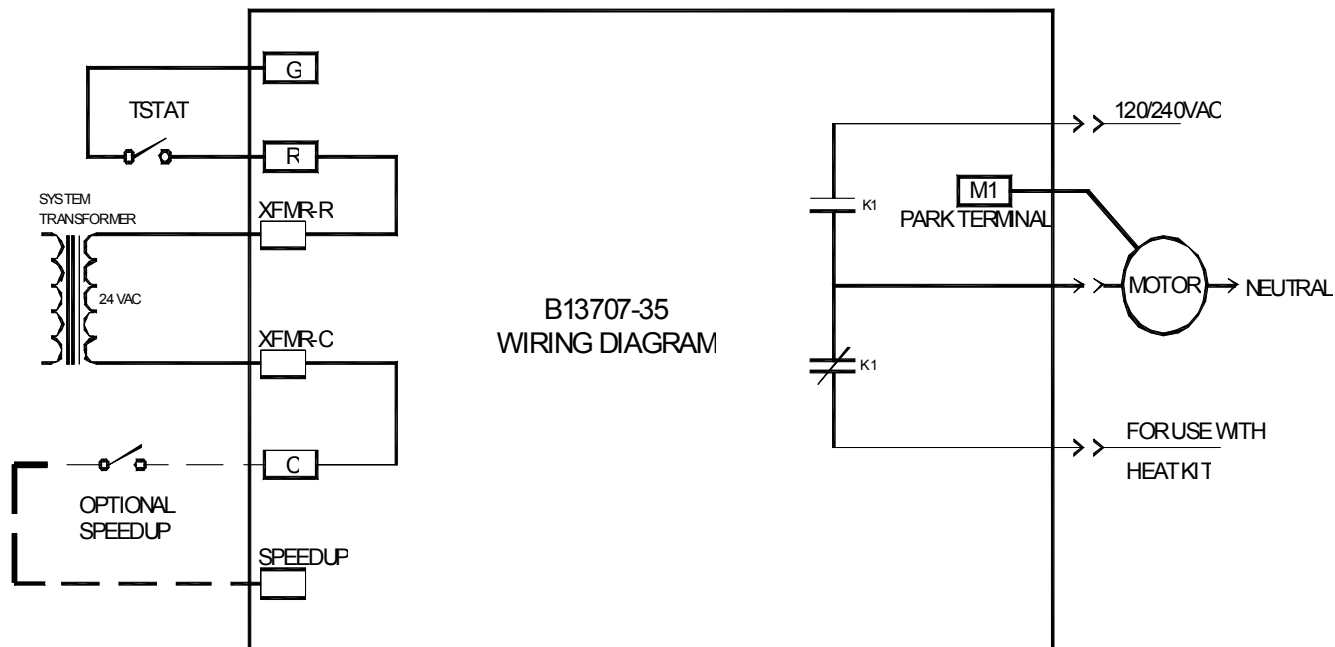 G
TSTAT
R
SYSTEM
TRANSFORMER
XFMR-R
24 VAC
XFMR-C
C
OPTIONAL
SPEEDUP
SPEEDUP
B13707-35
WIRING DIAGRAM
120/240VAC
K1
M1
PARK TERMINAL
MOTOR
NEUTRAL
K1
FOR USE WITH
HEAT KIT